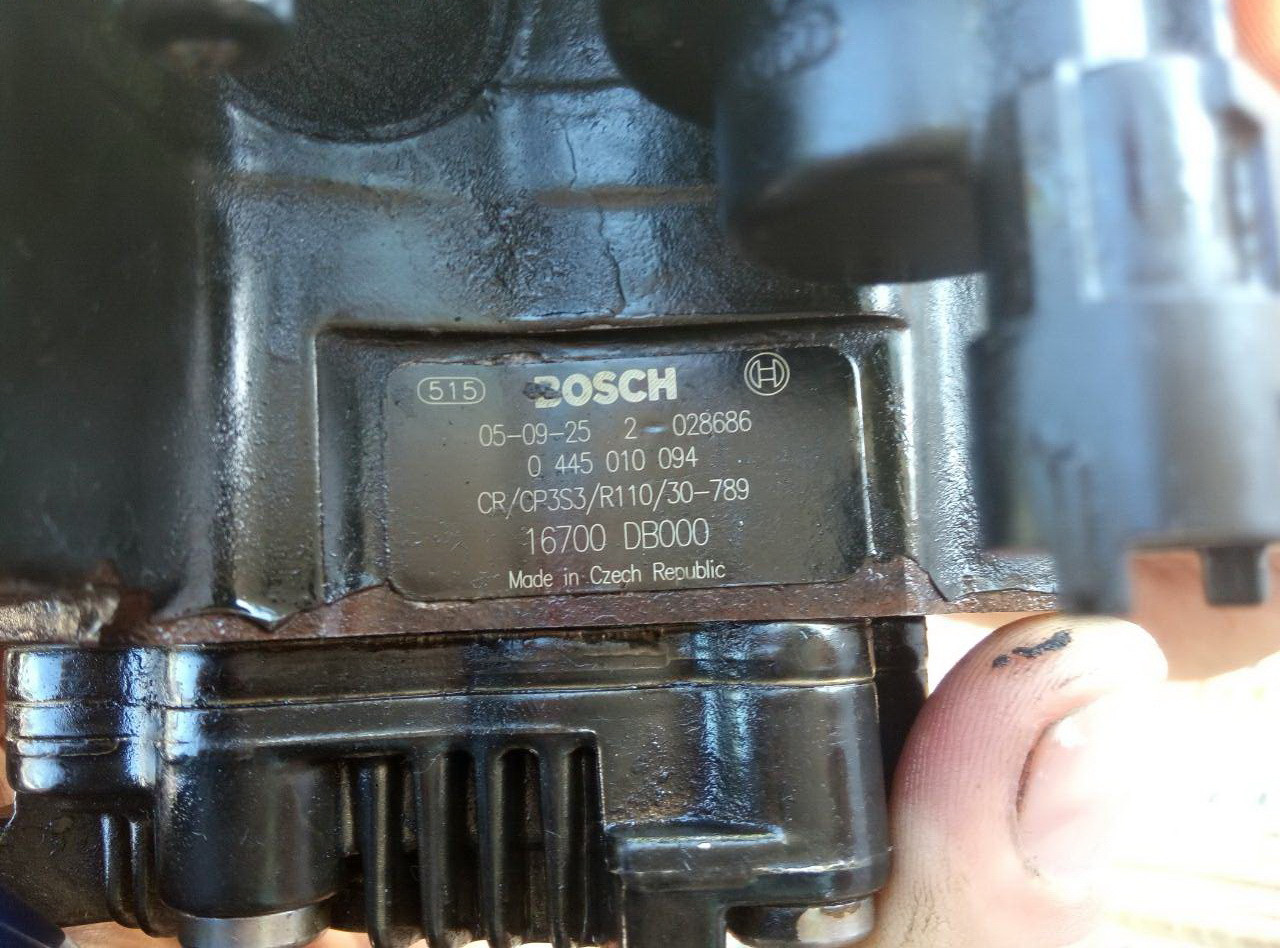 515 BOSCH
05-09-25 2 028686
0 445 010 094
CR/CP3S3/R110/30-789
16700 DB000
Made in Czech Republic